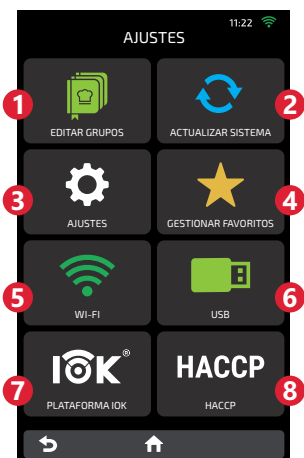 11:22
AJUSTES
1
2
EDITAR GRUPOS
ACTUALIZAR SISTEMA
3
4
AJUSTES
GESTIONAR FAVORITOS
5
6
WI-FI
USB
IOK®
HACCP
7
8
PLATAFORMA IOK
HACCP